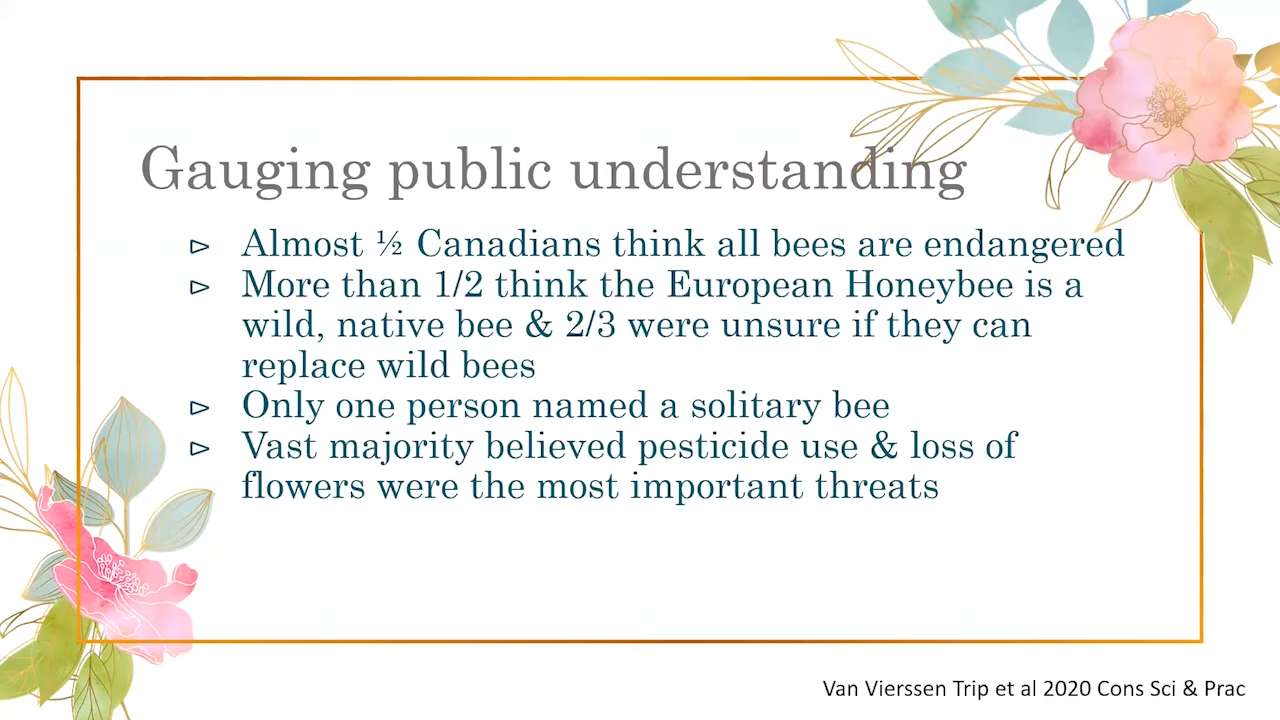 Gauging public understanding
▻ Almost ½ Canadians think all bees are endangered
▻ More than 1/2 think the European Honeybee is a
wild, native bee & 2/3 were unsure if they can
replace wild bees
▻ Only one person named a solitary bee
▻ Vast majority believed pesticide use & loss of
flowers were the most important threats
Van Vierssen Trip et al 2020 Cons Sci & Prac